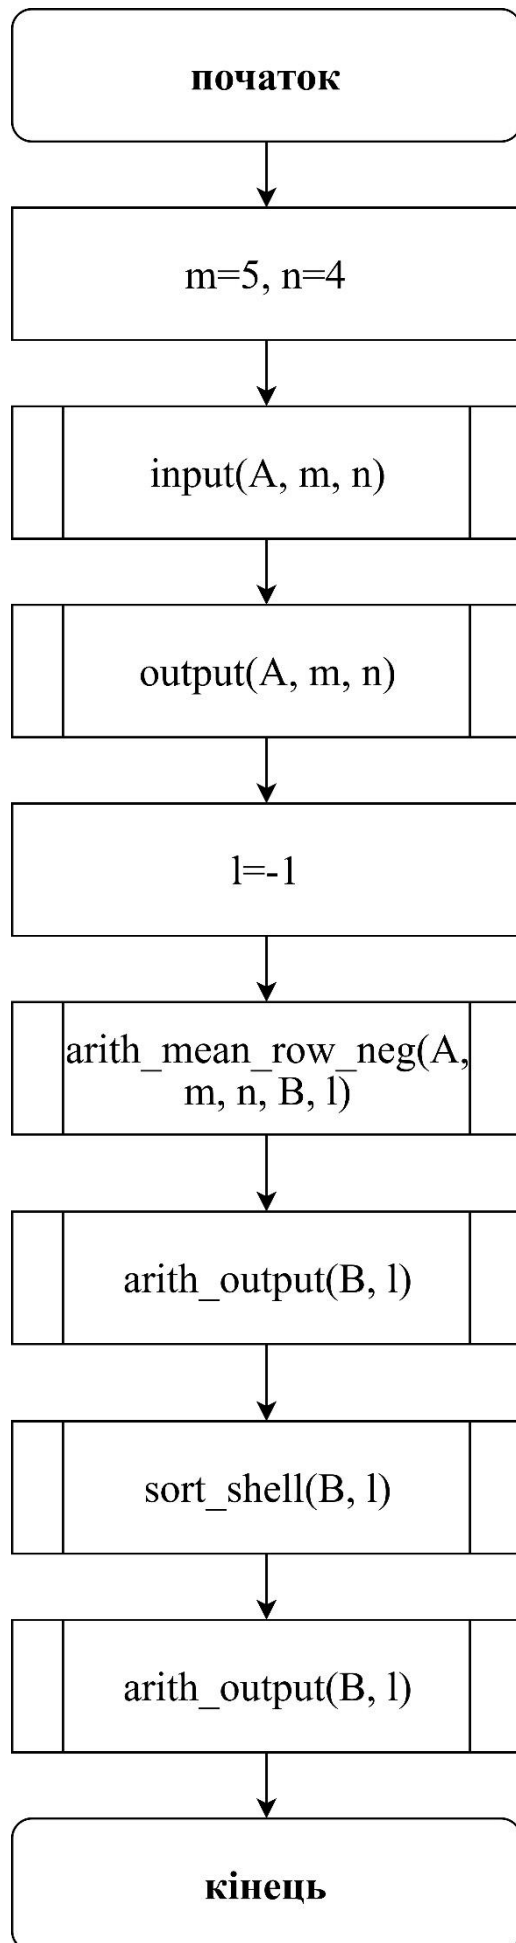 початок
m=5, n=4
input(A, m, n)
output(A, m, n)
l=-1
arith_mean_row_neg(A,
m, n, B, l)
arith_output(B, l)
sort_shell(B, l)
arith_output(B, l)
кінець